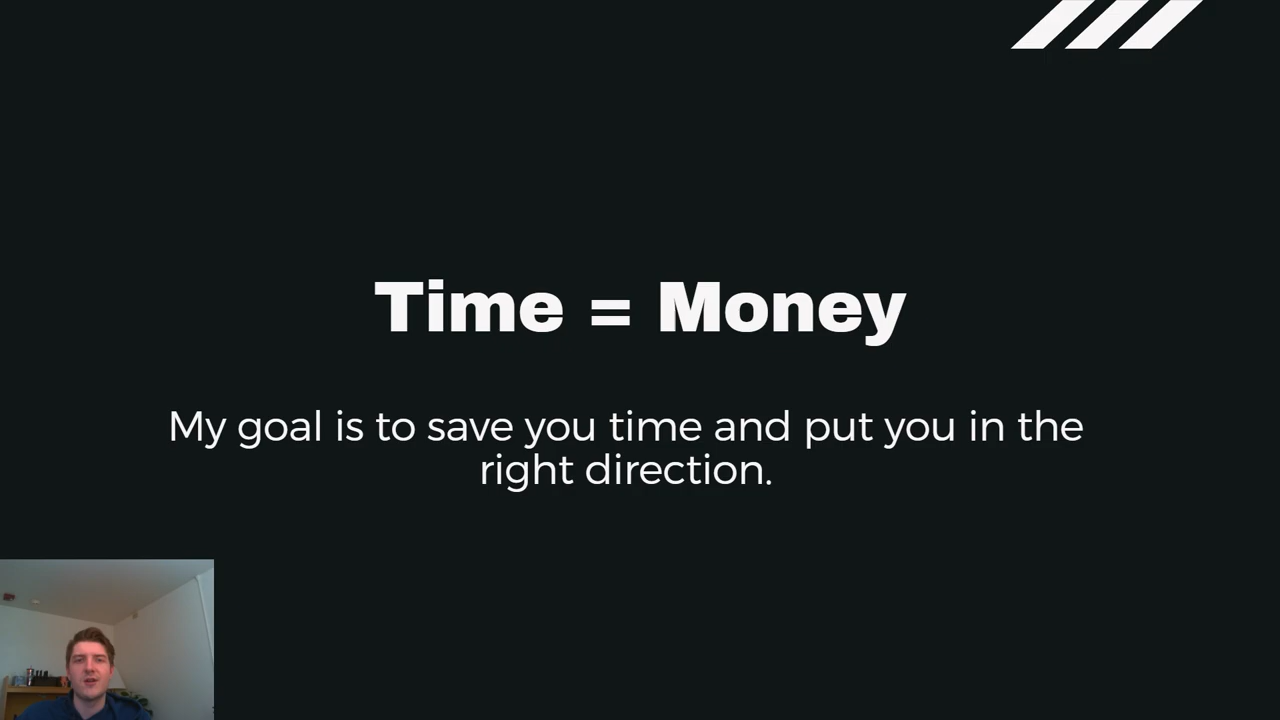 Time = Money
My goal is to save you time and put you in the
right direction.